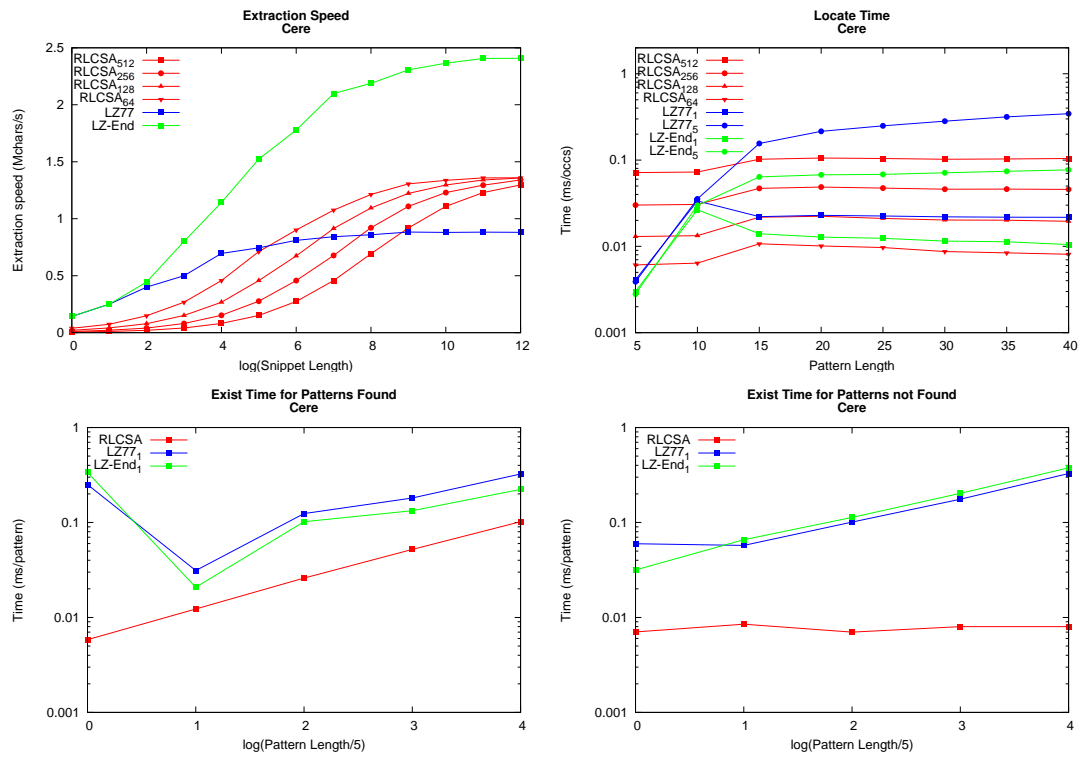 Extraction Speed
Cere
Extraction speed (Mchars/s)
2.5
2
1.5
1
0.5
0
RLCSA512
RLCSA256
RLCSA128
RLCSA64
LZ77
LZ-End
0 2 4 6 8 10 12
log(Snippet Length)
Locate Time
Cere
Time (ms/occs)
1
0.1
0.01
0.001
RLCSA512
RLCSA256
RLCSA128
RLCSA64
LZ771
LZ775
LZ-End1
LZ-End5
5 10 15 20 25 30 35 40
Pattern Length
Exist Time for Patterns Found
Cere
Time (ms/pattern)
1
0.1
0.01
0.001
RLCSA
LZ771
LZ-End1
0 1 2 3 4
log(Pattern Length/5)
Exist Time for Patterns not Found
Cere
Time (ms/pattern)
1
0.1
0.01
0.001
RLCSA
LZ771
LZ-End1
0 1 2 3 4
log(Pattern Length/5)